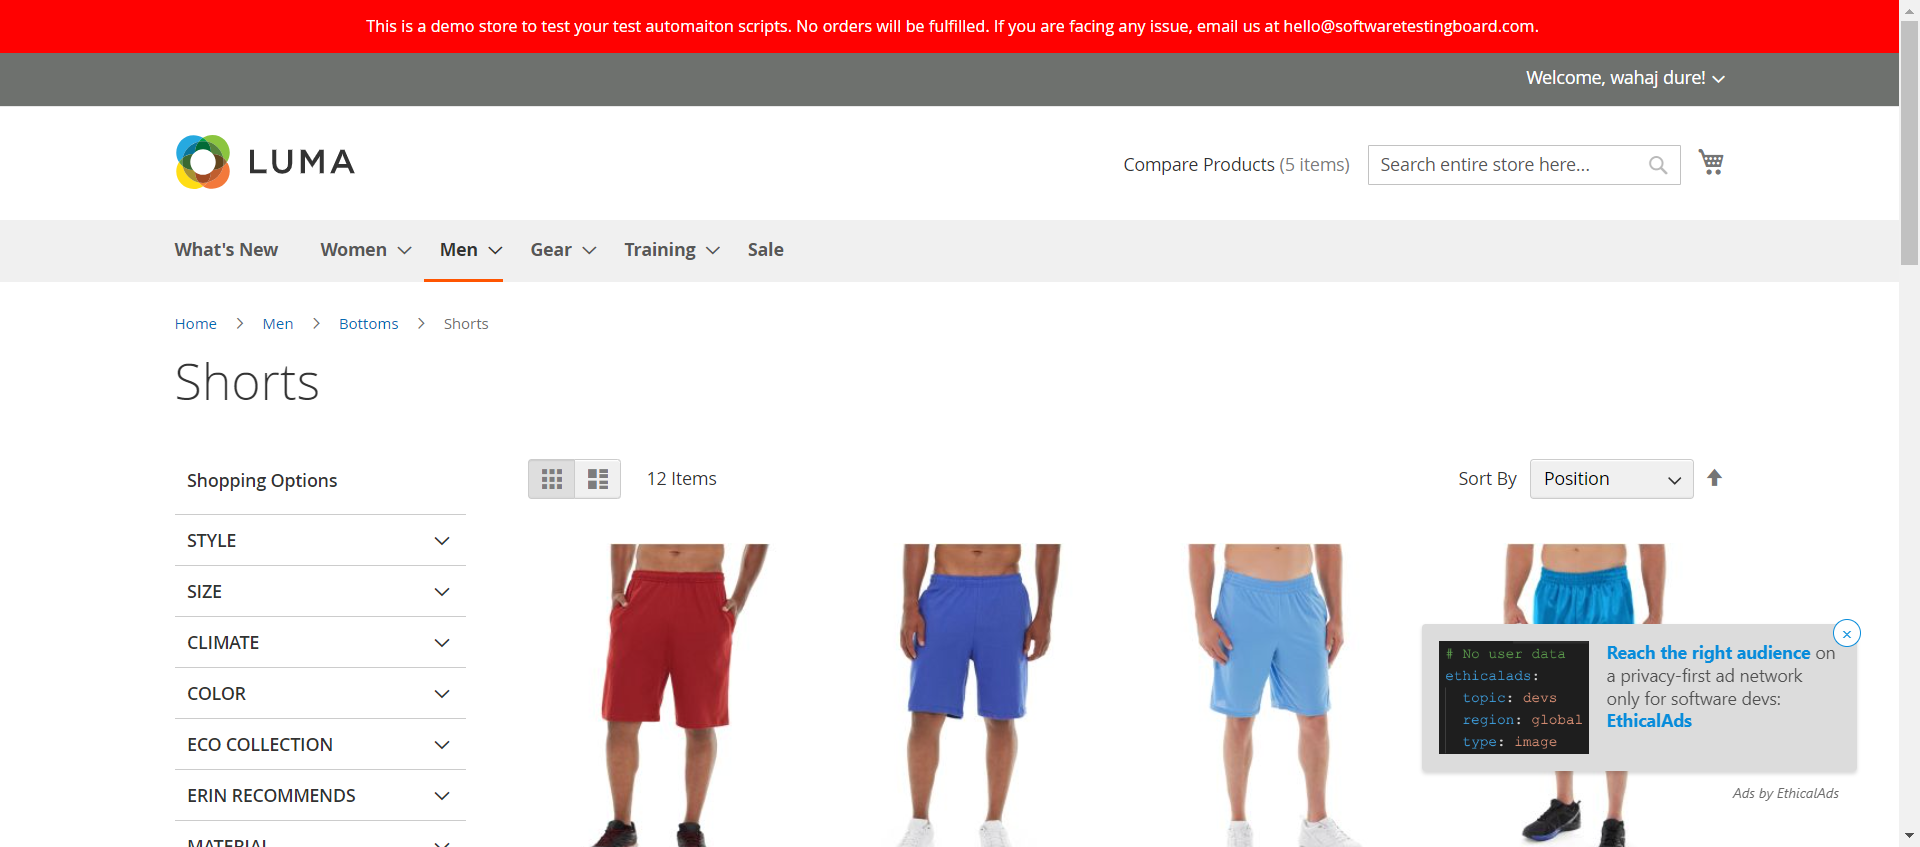 This is a demo store to test your test automaiton scripts. No orders will be fulfilled. If you are facing any issue, email us at hello@softwaretestingboard.com.
Welcome, wahaj dure!
LUMA
Compare Products (5 items)
Search entire store here...
What's New
Women
Men
Gear
Training
Sale
Home
Men
Bottoms
Shorts
Shorts
Shopping Options
12 Items
Sort By
Position
STYLE
SIZE
CLIMATE
COLOR
ECO COLLECTION
ERIN RECOMMENDS
MATERIAL
# No user data
ethicalads:
topic: devs
region: global
type: image
Reach the right audience on
a privacy-first ad network
only for software devs:
EthicalAds
Ads by EthicalAds